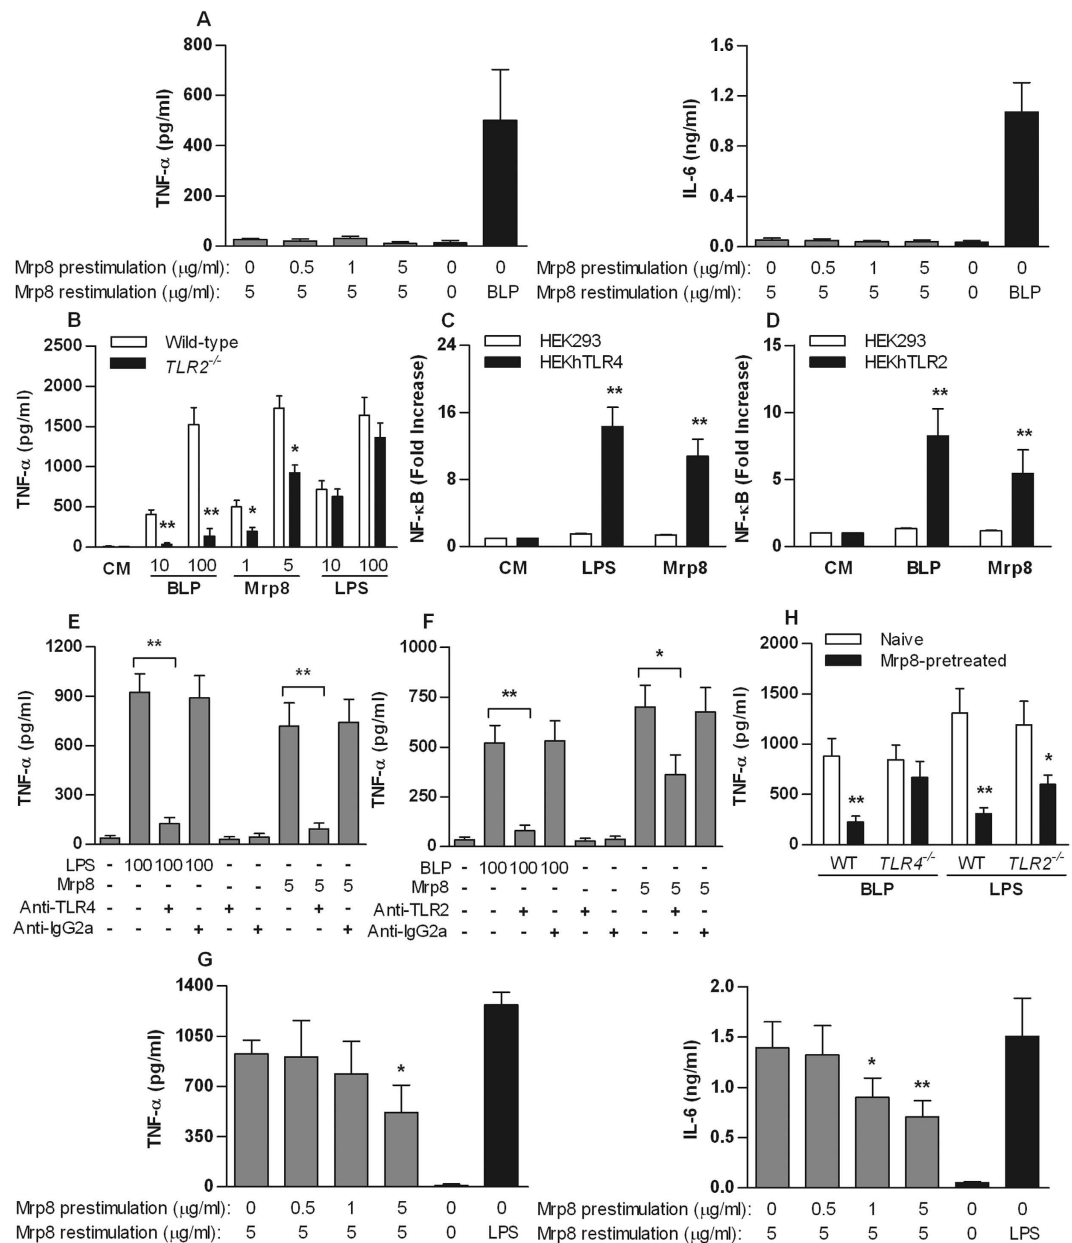 A
TNF-α (pg/ml)
800
600
400
200
0
Mrp8 prestimulation (μg/ml): 0 0.5 1 5 0 0
Mrp8 restimulation (μg/ml): 5 5 5 5 0 BLP
IL-6 (ng/ml)
1.6
1.2
0.8
0.4
0.0
Mrp8 prestimulation (μg/ml): 0 0.5 1 5 0 0
Mrp8 restimulation (μg/ml): 5 5 5 5 0 BLP
B
Wild-type
TLR2-/-
TNF-α (pg/ml)
2500
2000
1500
1000
500
0
** ** * *
CM 10 100 1 5 10 100
BLP Mrp8 LPS
C
HEK293
HEKhTLR4
NF-κB (Fold Increase)
24
16
8
0
** **
CM LPS Mrp8
D
HEK293
HEKhTLR2
NF-κB (Fold Increase)
15
10
5
0
** **
CM BLP Mrp8
E
TNF-α (pg/ml)
1200
900
600
300
0
** **
LPS - 100 100 100 - - - - -
Mrp8 - - - - - - 5 5 5
Anti-TLR4 - - + - + - - + -
Anti-IgG2a - - - + - + - - +
F
TNF-α (pg/ml)
1000
750
500
250
0
** *
BLP - 100 100 100 - - - - -
Mrp8 - - - - - - 5 5 5
Anti-TLR2 - - + - + - - + -
Anti-IgG2a - - - + - + - - +
H
Naive
Mrp8-pretreated
TNF-α (pg/ml)
2000
1500
1000
500
0
** ** *
WT TLR4-/- WT TLR2-/-
BLP LPS
G
TNF-α (pg/ml)
1400
1050
700
350
0
*
Mrp8 prestimulation (μg/ml): 0 0.5 1 5 0 0
Mrp8 restimulation (μg/ml): 5 5 5 5 0 LPS
IL-6 (ng/ml)
2.0
1.5
1.0
0.5
0.0
* **
Mrp8 prestimulation (μg/ml): 0 0.5 1 5 0 0
Mrp8 restimulation (μg/ml): 5 5 5 5 0 LPS